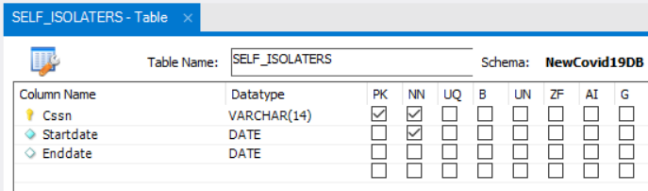 SELF_ISOLATERS - Table ×
Table Name: SELF_ISOLATERS Schema: NewCovid19DB
Column Name Datatype PK NN UQ B UN ZF AI G
Cssn VARCHAR(14)
Startdate DATE
Enddate DATE